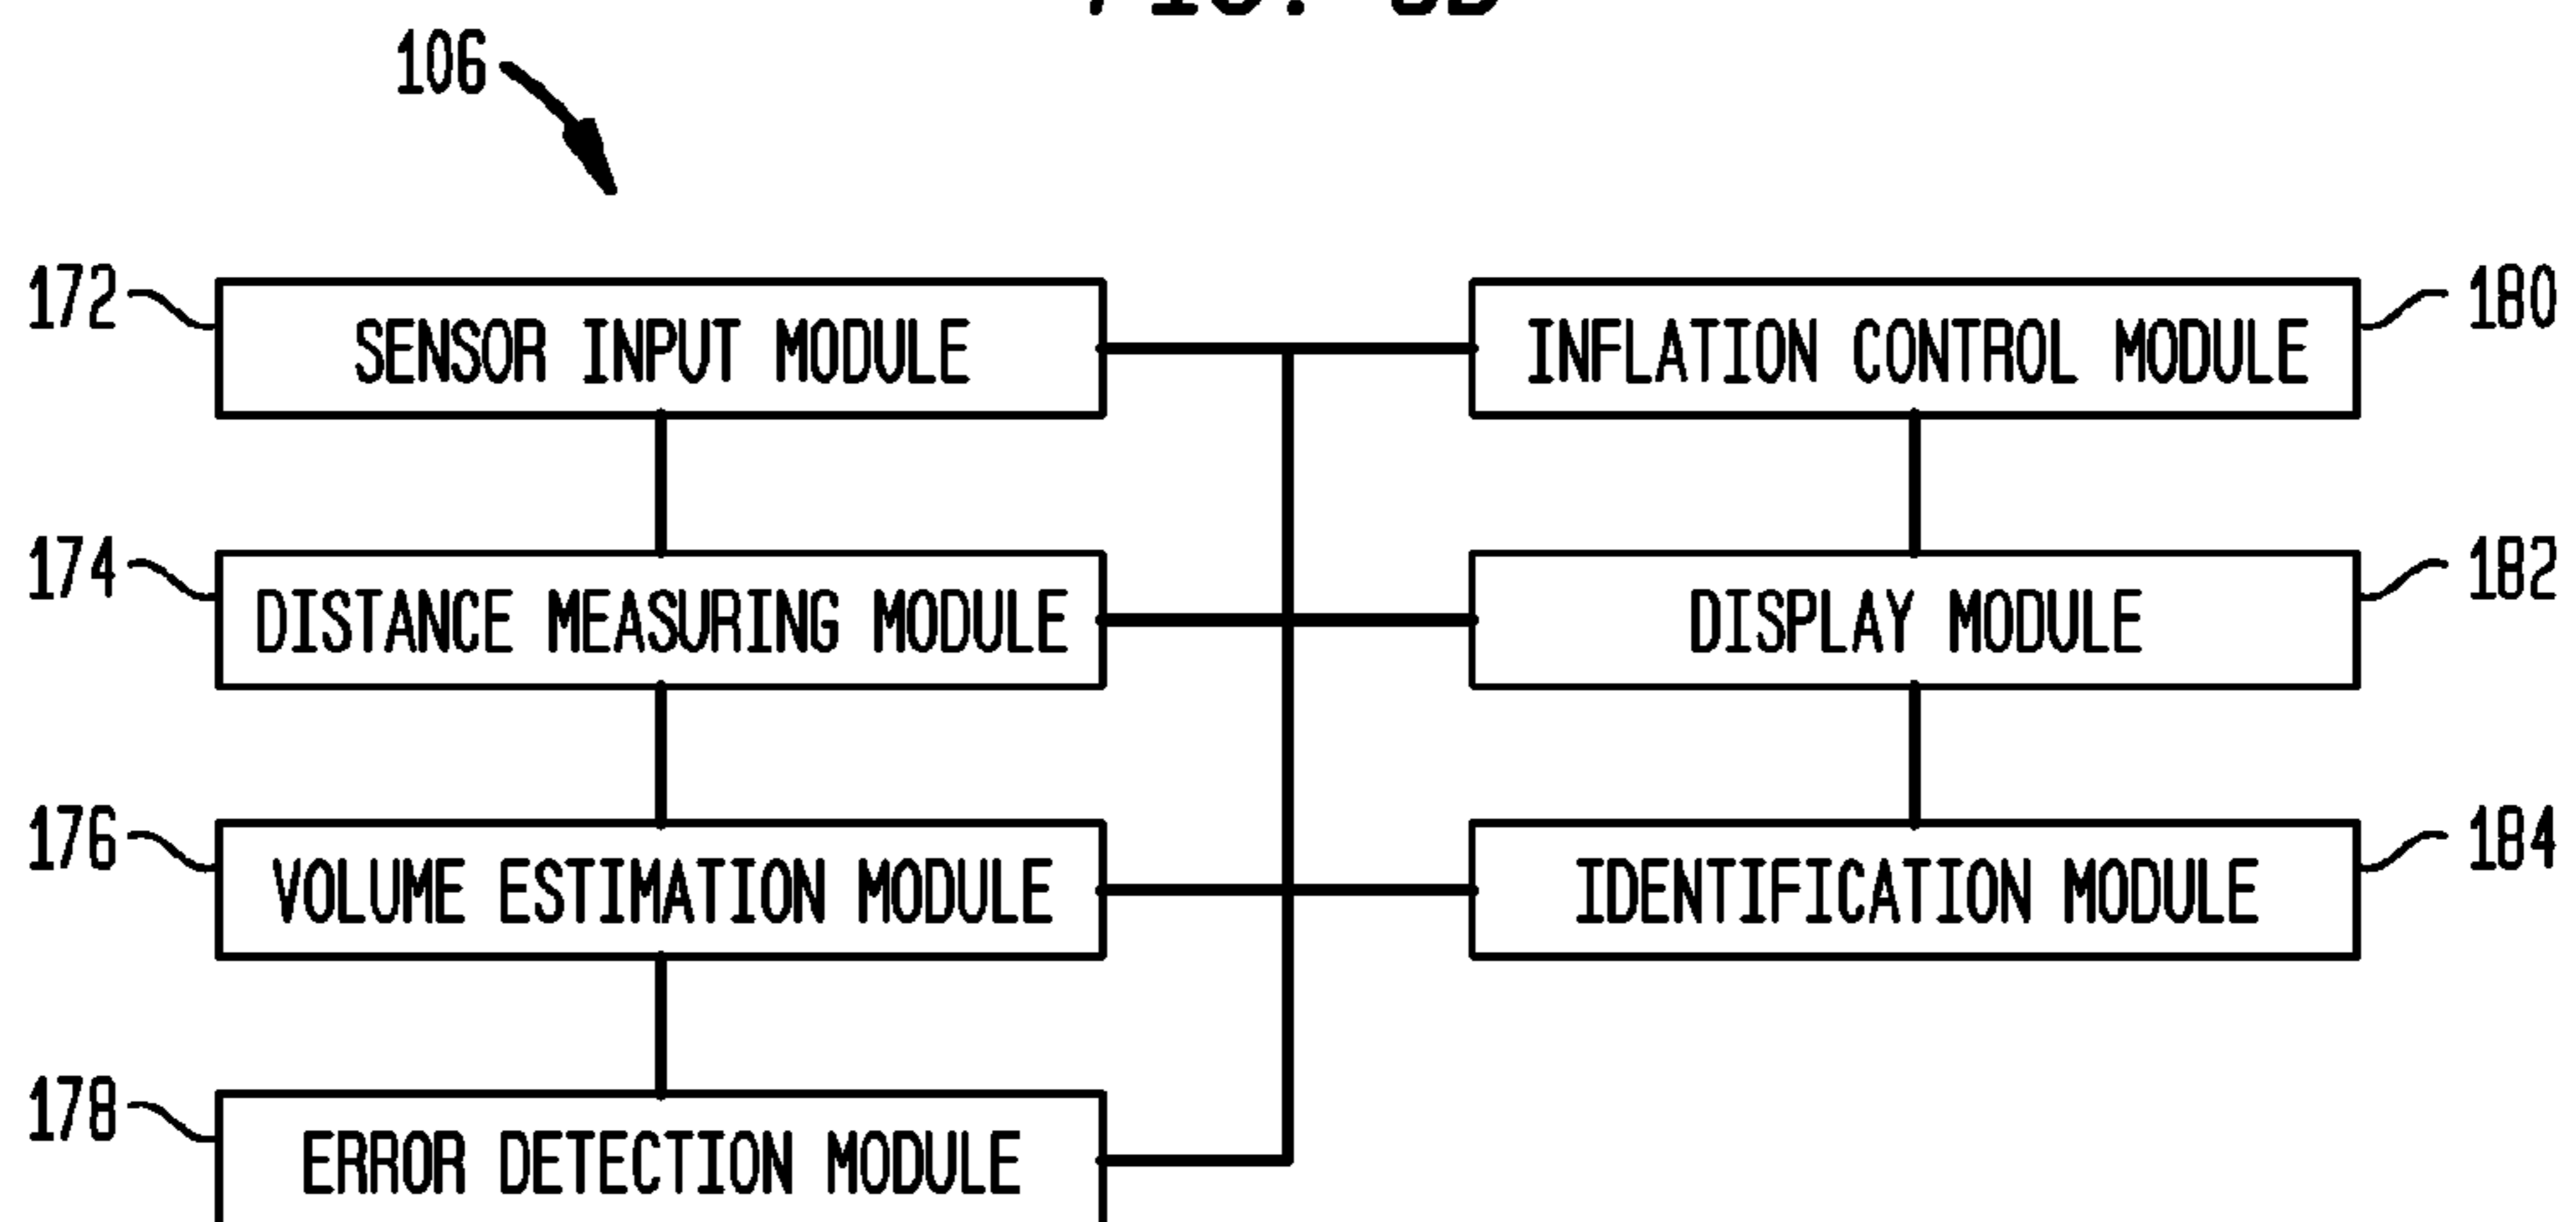 106
172
SENSOR INPUT MODULE
INFLATION CONTROL MODULE
180
174
DISTANCE MEASURING MODULE
DISPLAY MODULE
182
176
VOLUME ESTIMATION MODULE
IDENTIFICATION MODULE
184
178
ERROR DETECTION MODULE